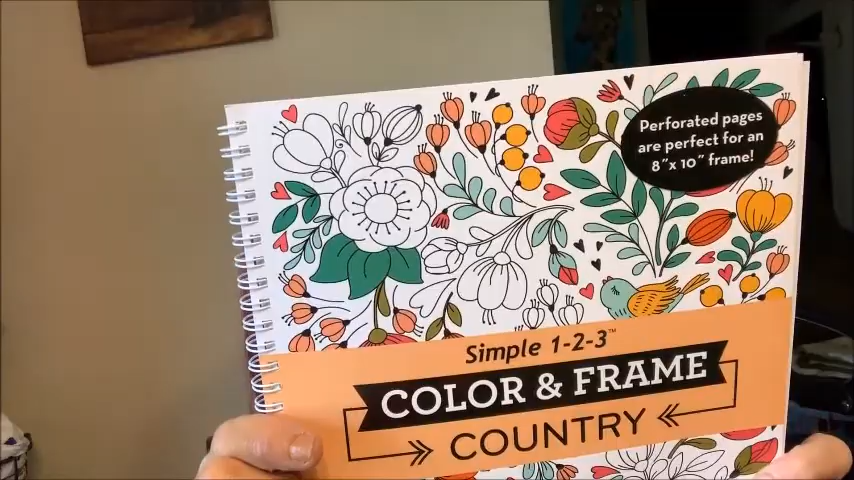 Perforated pages
are perfect for an
8"x 10" frame!
Simple 1-2-3™
COLOR & FRAME
COUNTRY